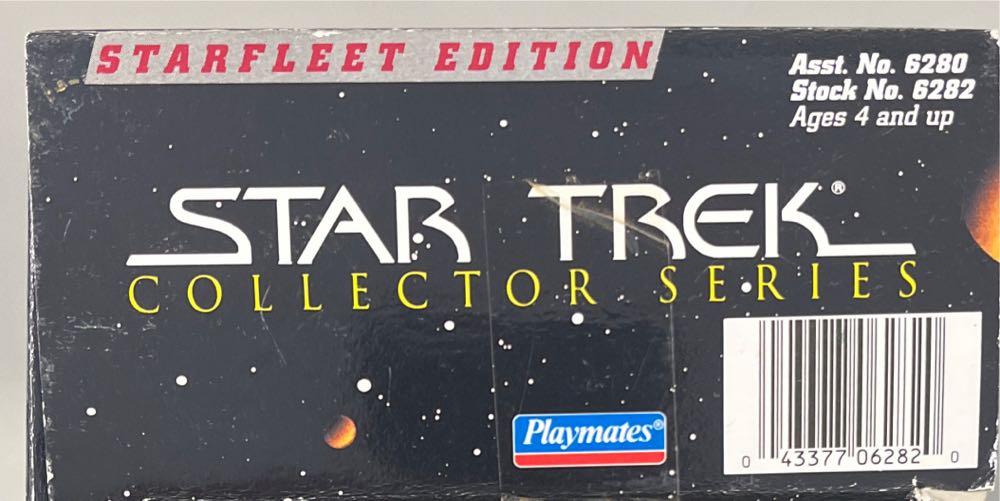 STARFLEET EDITION
Asst. No. 6280
Stock No. 6282
Ages 4 and up
STAR TREK®
COLLECTOR SERIES
Playmates®
0 43377 06282 0